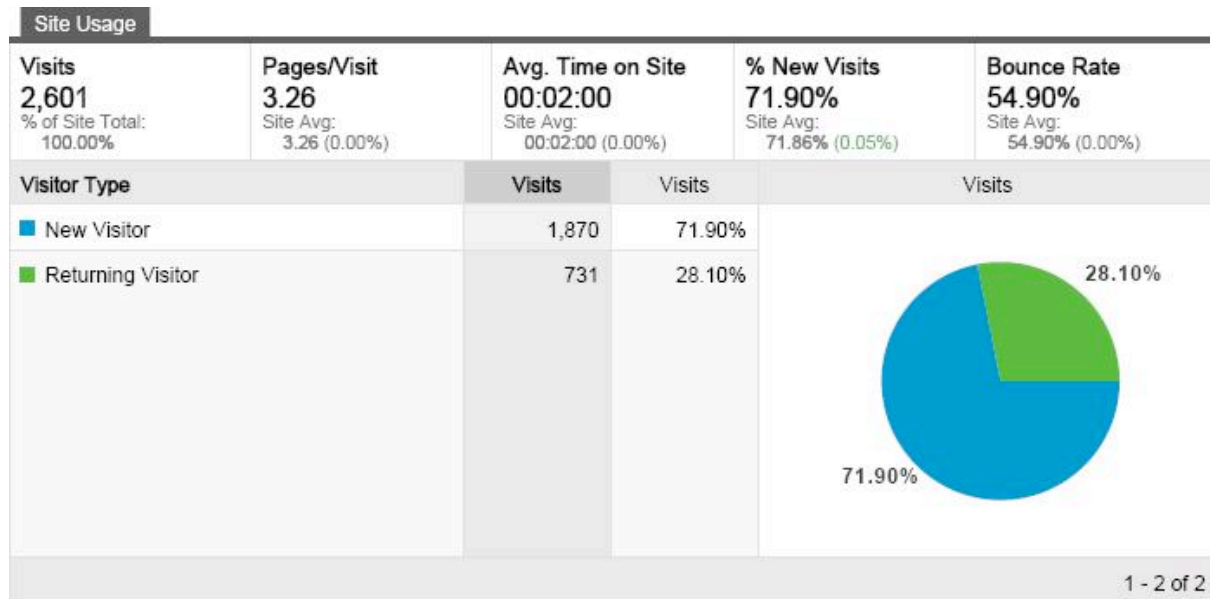 Site Usage
Visits
2,601
% of Site Total:
100.00%
Pages/Visit
3.26
Site Avg:
3.26 (0.00%)
Avg. Time on Site
00:02:00
Site Avg:
00:02:00 (0.00%)
% New Visits
71.90%
Site Avg:
71.86% (0.05%)
Bounce Rate
54.90%
Site Avg:
54.90% (0.00%)
Visitor Type Visits Visits Visits
New Visitor 1,870 71.90%
Returning Visitor 731 28.10%
28.10%
71.90%
1 - 2 of 2